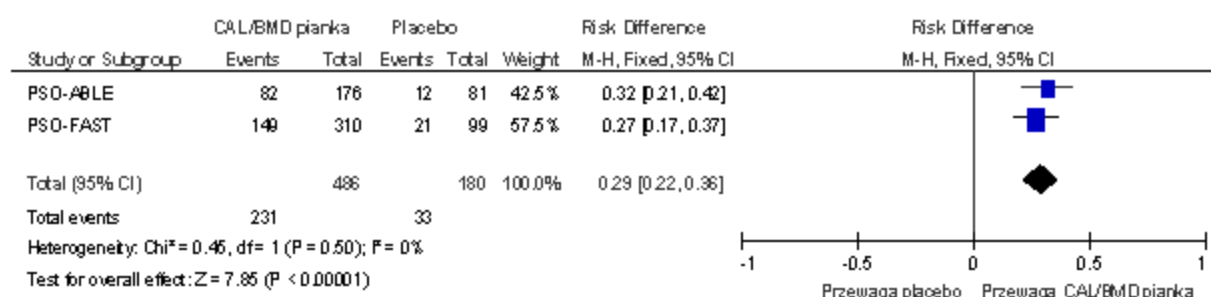 CAL/BMD pianka Placebo Risk Difference Risk Difference
Study or Subgroup Events Total Events Total Weight M-H, Fixed, 95% CI M-H, Fixed, 95% CI
PSO-ABLE 82 176 12 81 42.5% 0.32 [0.21, 0.42]
PSO-FAST 149 310 21 99 57.5% 0.27 [0.17, 0.37]
Total (95% CI) 486 180 100.0% 0.29 [0.22, 0.36]
Total events 231 33
Heterogeneity: Chi² = 0.45, df = 1 (P = 0.50); I² = 0%
Test for overall effect: Z = 7.85 (P < 0.00001)
-1 -0.5 0 0.5 1
Przewaga placebo Przewaga CAL/BMD pianka